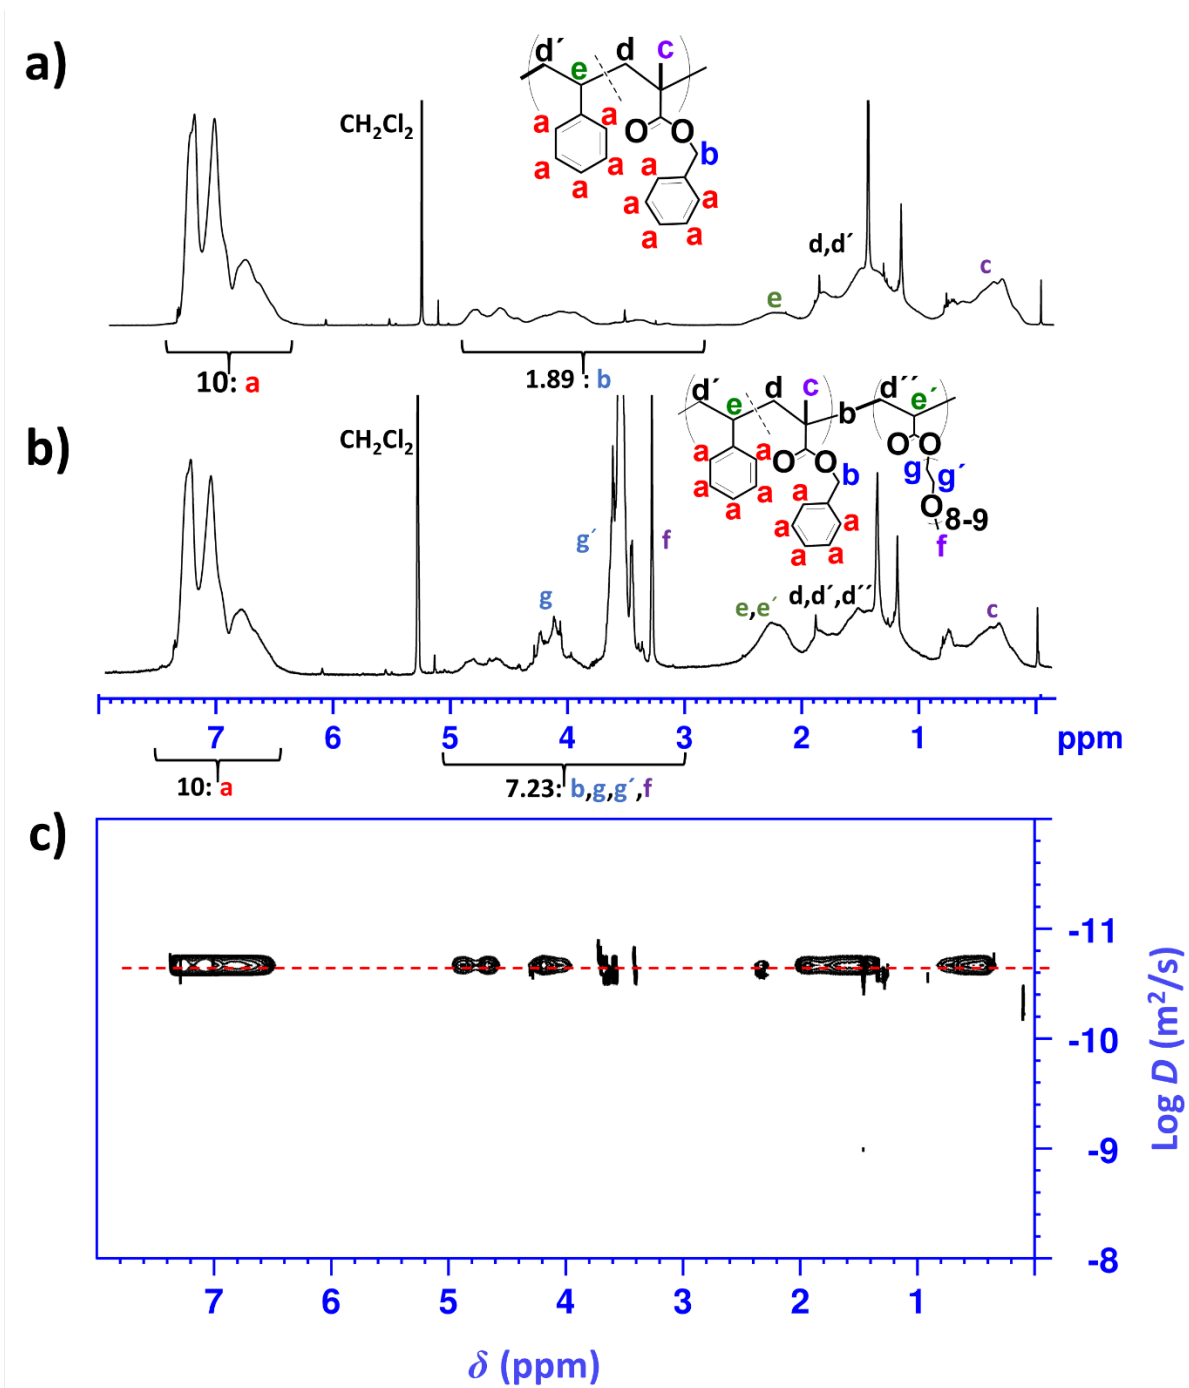 a)
d´ d c
e
CH₂Cl₂
a a O O
b
a a a
a a a
a a
d,d´
e c
10: a 1.89 : b
b)
d´ d c b d´´
e e´
CH₂Cl₂
a a O O O O
b g g´
a a a O 8-9
a a a f
a a
g´ f
g e,e´ d,d´,d´´ c
7 6 5 4 3 2 1 ppm
10: a 7.23: b,g,g´,f
c)
-11
-10
-9
-8
Log D (m²/s)
7 6 5 4 3 2 1
δ (ppm)